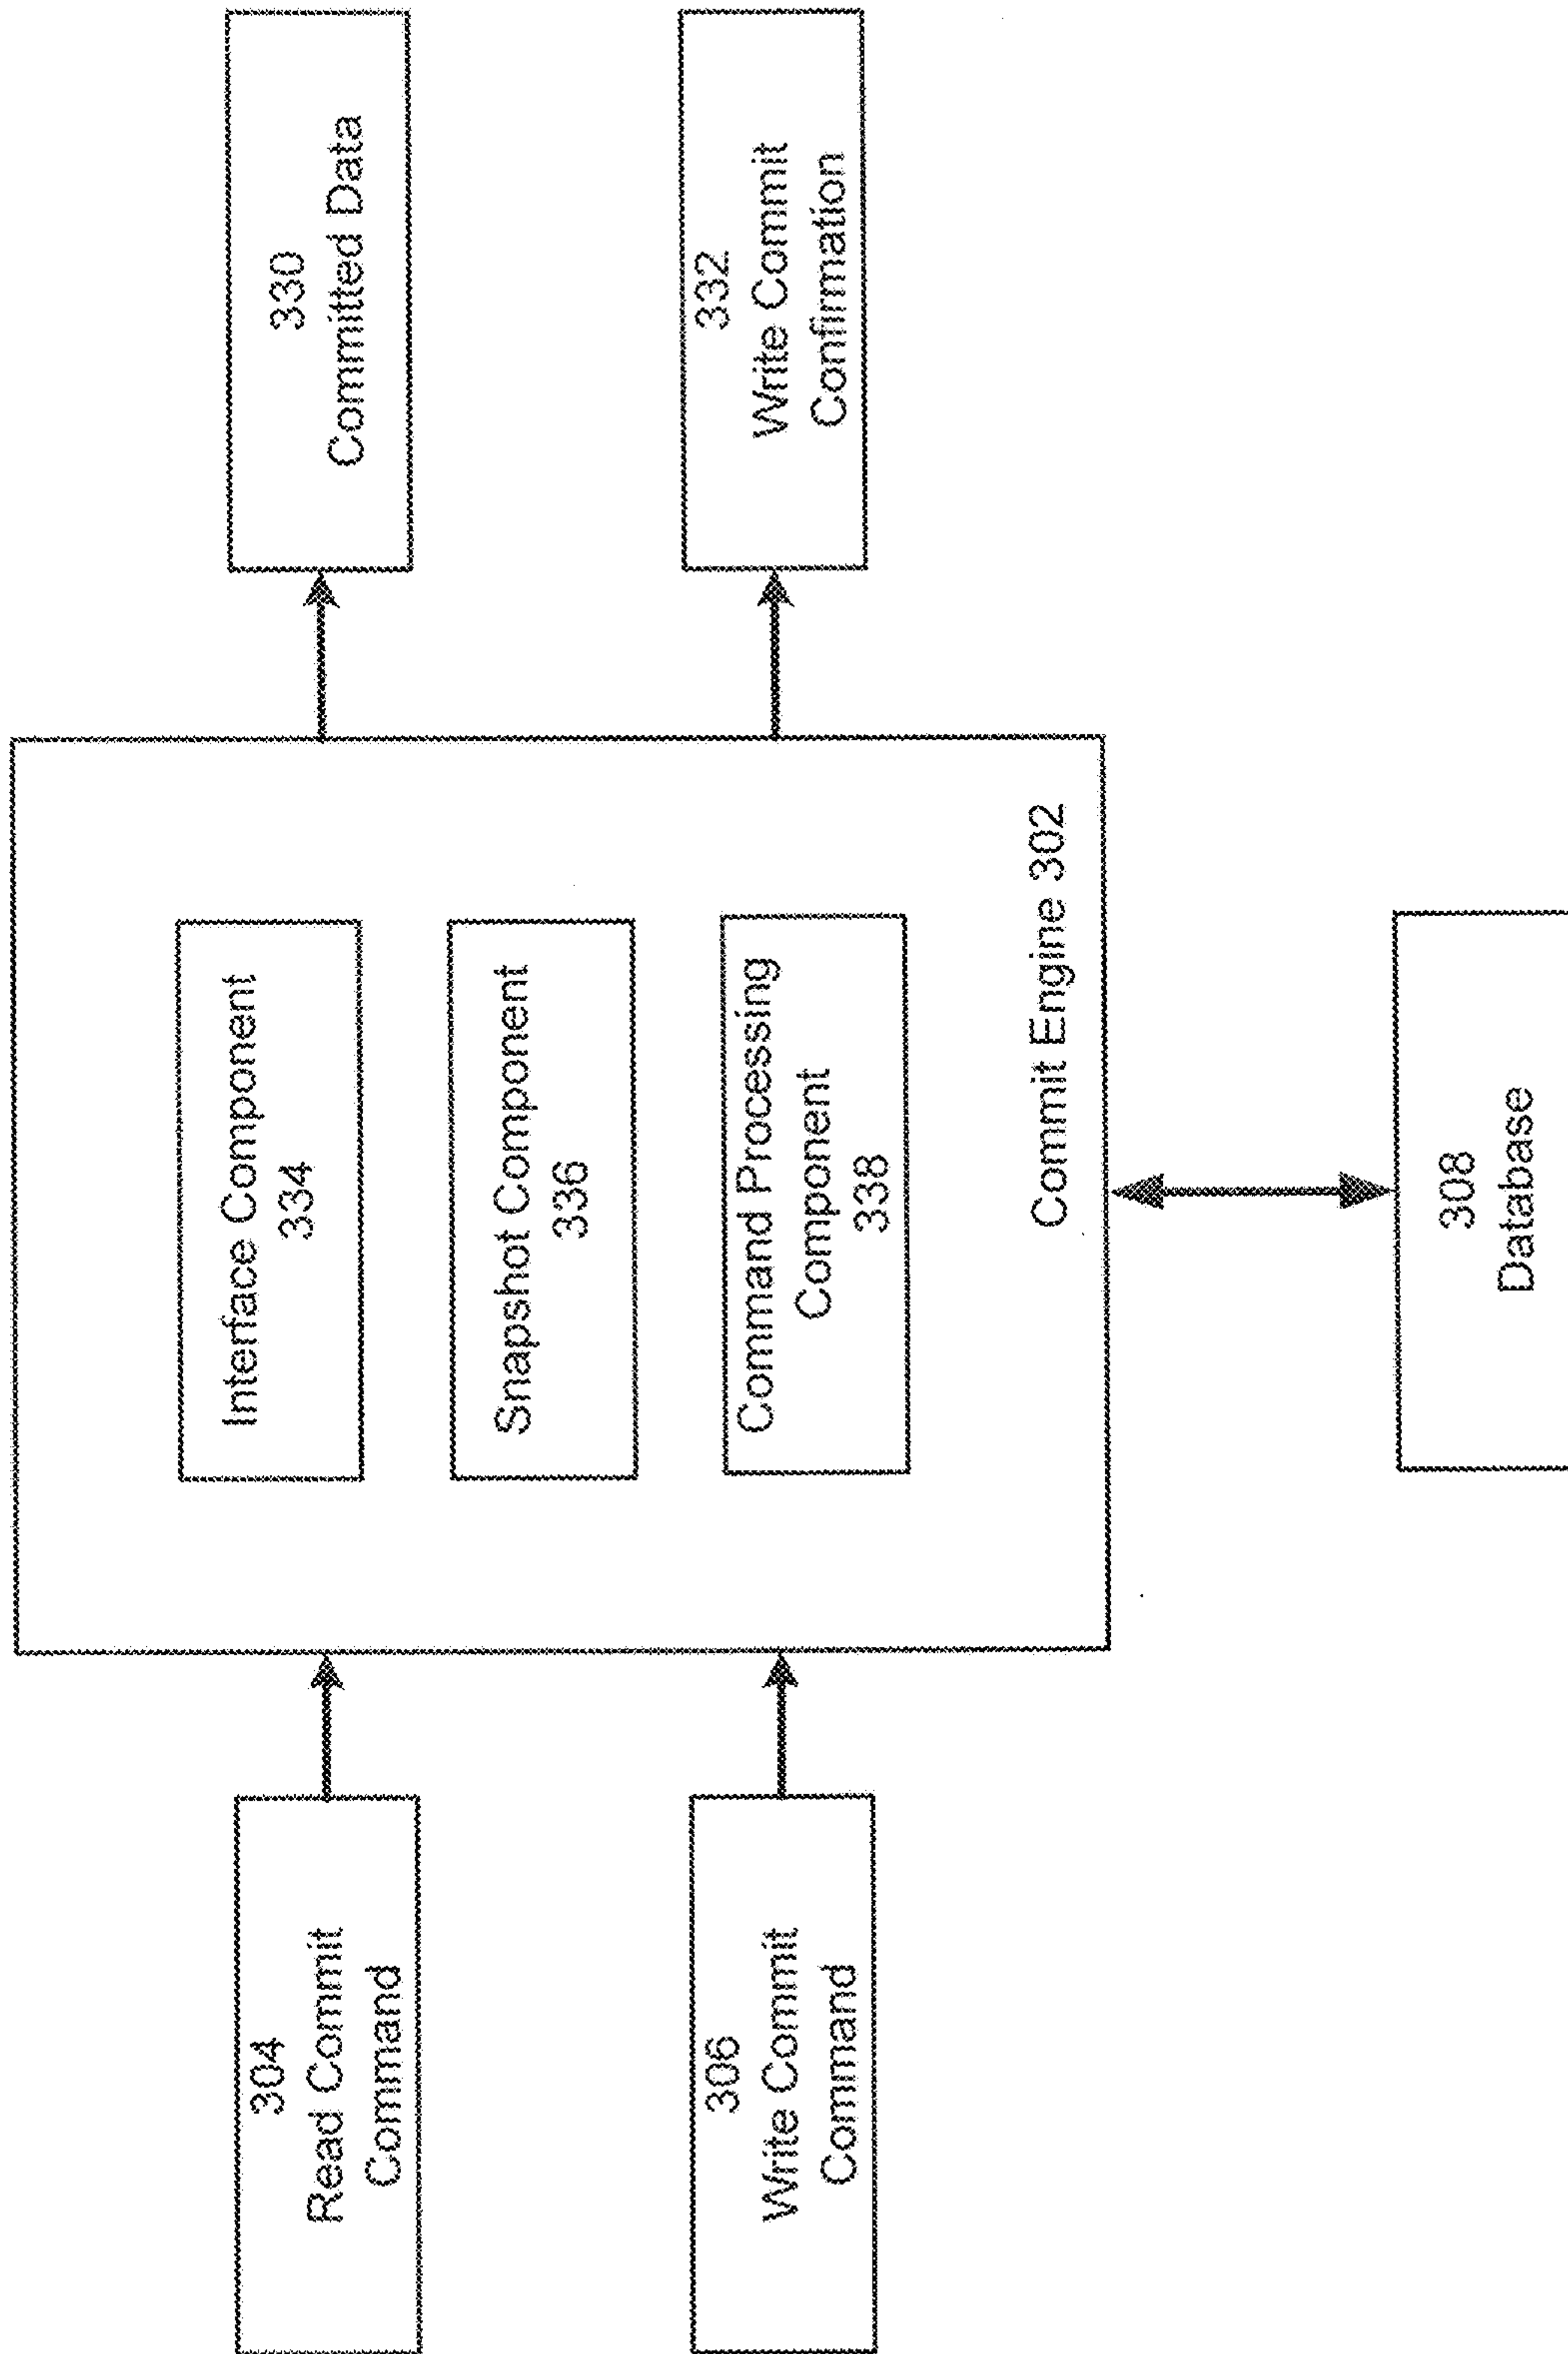 304
Read Commit
Command
306
Write Commit
Command
Interface Component
334
Snapshot Component
336
Command Processing
Component
338
Commit Engine 302
308
Database
330
Committed Data
332
Write Commit
Confirmation